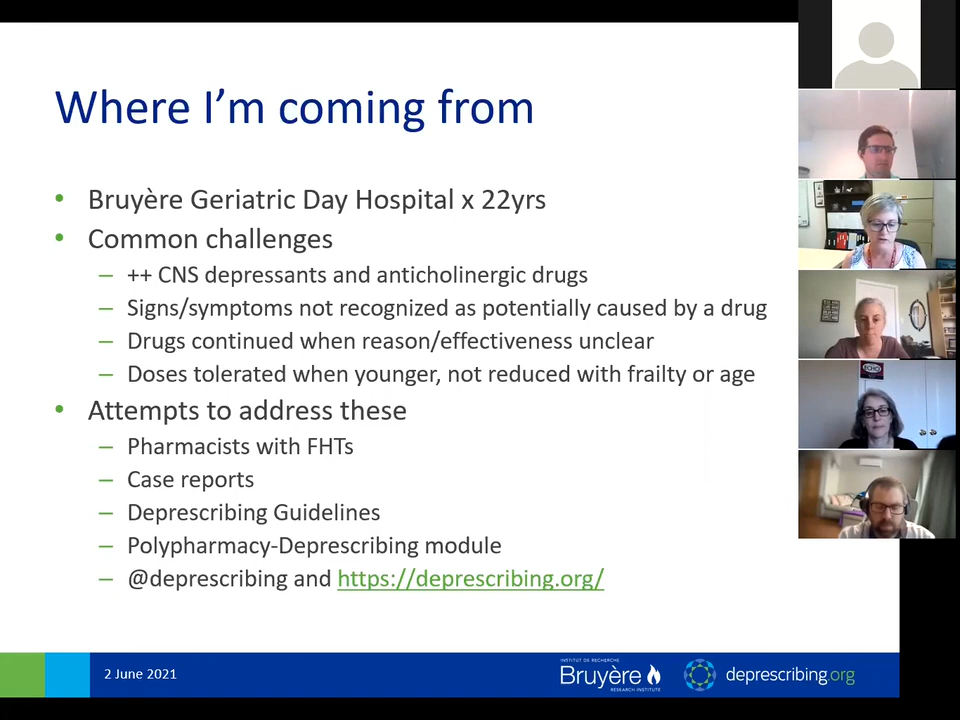 Where I'm coming from
• Bruyère Geriatric Day Hospital x 22yrs
• Common challenges
– ++ CNS depressants and anticholinergic drugs
– Signs/symptoms not recognized as potentially caused by a drug
– Drugs continued when reason/effectiveness unclear
– Doses tolerated when younger, not reduced with frailty or age
• Attempts to address these
– Pharmacists with FHTs
– Case reports
– Deprescribing Guidelines
– Polypharmacy-Deprescribing module
– @deprescribing and https://deprescribing.org/
2 June 2021
INSTITUT DE RECHERCHE
Bruyère
RESEARCH INSTITUTE
deprescribing.org